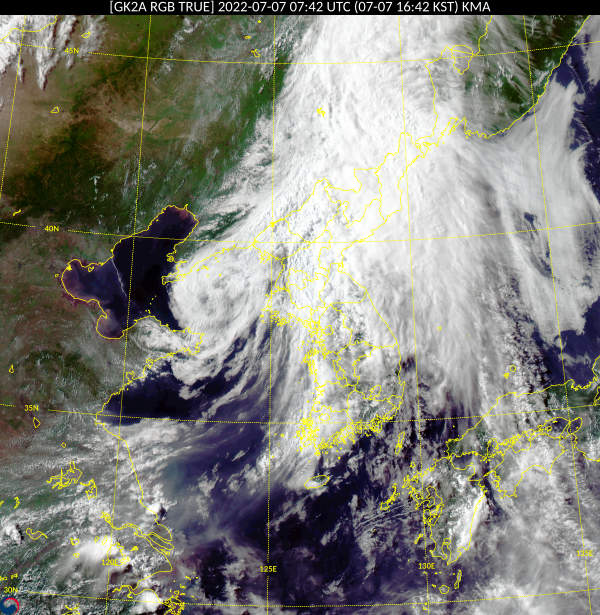 [GK2A RGB TRUE] 2022-07-07 07:42 UTC (07-07 16:42 KST) KMA
45N
40N
35N
125E
130E
135E
120E
30N